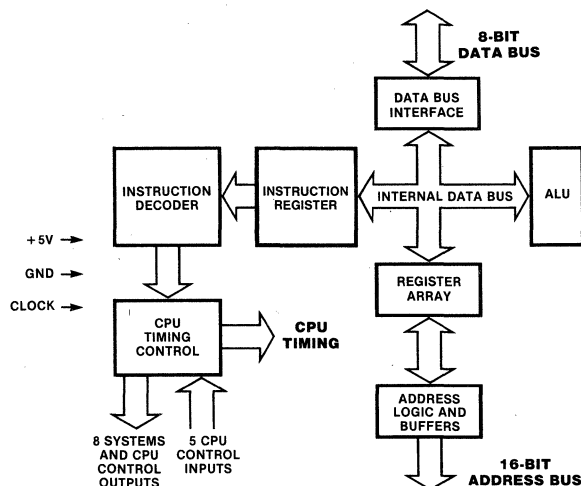 8-BIT
DATA BUS
DATA BUS
INTERFACE
INSTRUCTION
DECODER
INSTRUCTION
REGISTER
INTERNAL DATA BUS
ALU
+5V
GND
CLOCK
REGISTER
ARRAY
CPU
TIMING
CONTROL
CPU
TIMING
ADDRESS
LOGIC AND
BUFFERS
8 SYSTEMS
AND CPU
CONTROL
OUTPUTS
5 CPU
CONTROL
INPUTS
16-BIT
ADDRESS BUS